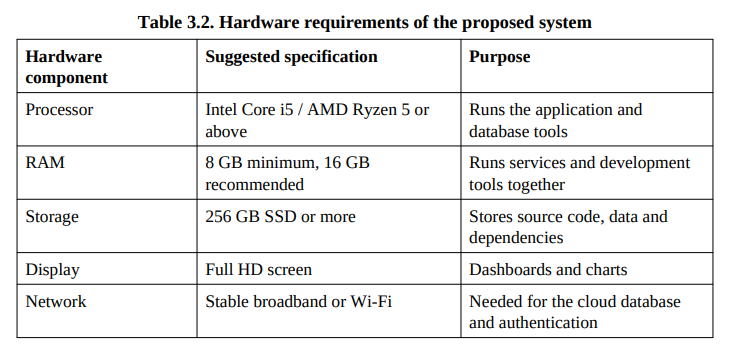 Table 3.2. Hardware requirements of the proposed system
Hardware component
Suggested specification
Purpose
Processor
Intel Core i5 / AMD Ryzen 5 or above
Runs the application and database tools
RAM
8 GB minimum, 16 GB recommended
Runs services and development tools together
Storage
256 GB SSD or more
Stores source code, data and dependencies
Display
Full HD screen
Dashboards and charts
Network
Stable broadband or Wi-Fi
Needed for the cloud database and authentication